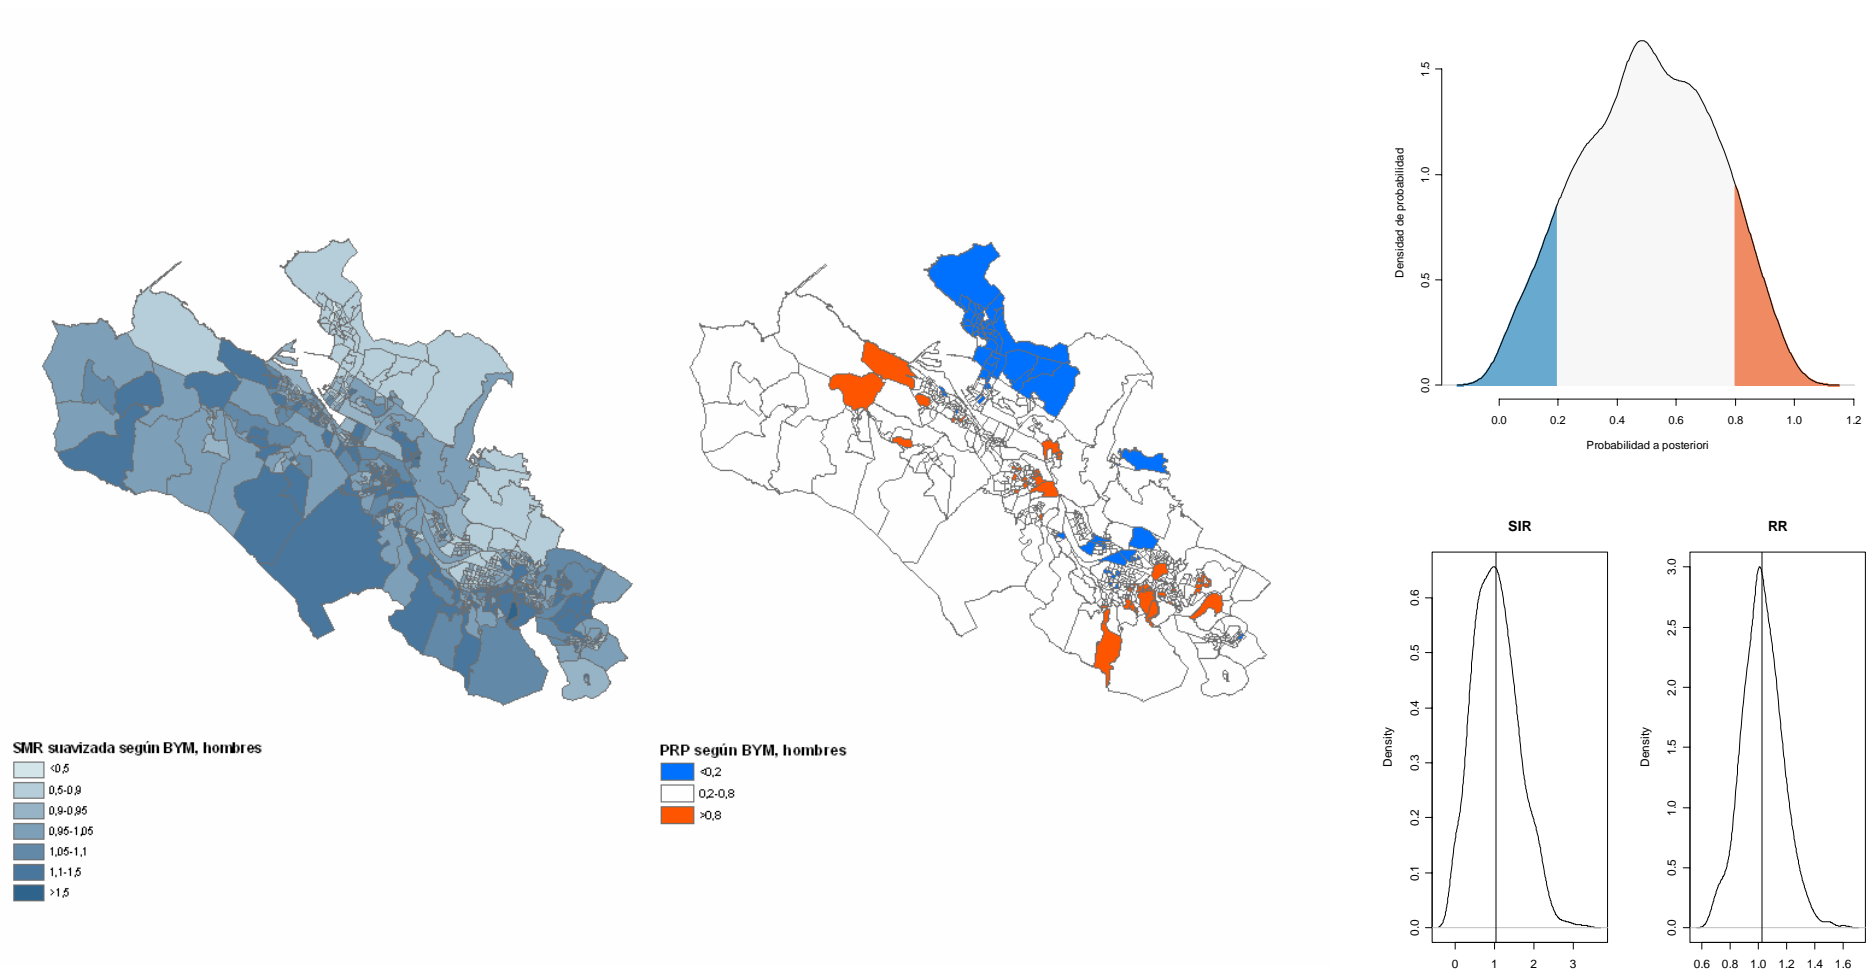 SMR suavizada según BYM, hombres
<0,5
0,5-0,9
0,9-0,95
0,95-1,05
1,05-1,1
1,1-1,5
>1,5
PRP según BYM, hombres
<0,2
0,2-0,8
>0,8
Densidad de probabilidad
1.5
1.0
0.5
0.0
0.0 0.2 0.4 0.6 0.8 1.0 1.2
Probabilidad a posteriori
SIR
Density
0.6
0.5
0.4
0.3
0.2
0.1
0.0
0 1 2 3
RR
Density
3.0
2.5
2.0
1.5
1.0
0.5
0.0
0.6 0.8 1.0 1.2 1.4 1.6